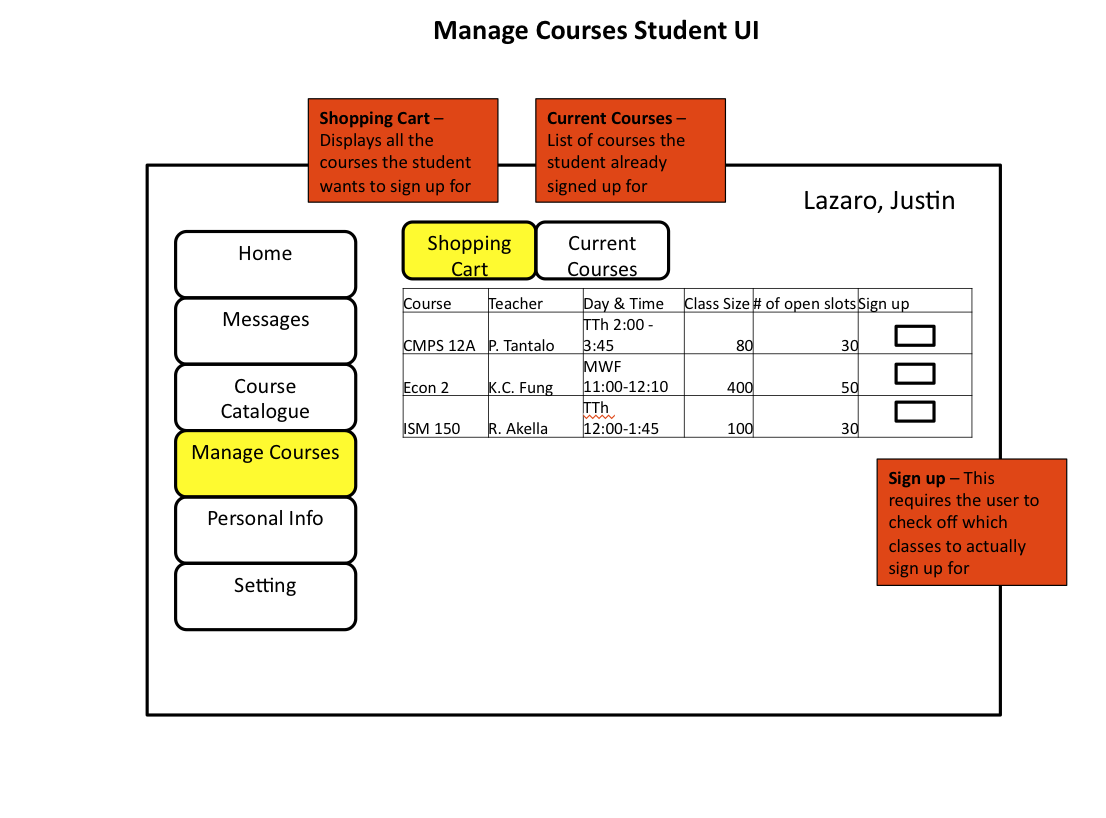 Manage Courses Student UI
Shopping Cart –
Displays all the
courses the student
wants to sign up for
Current Courses –
List of courses the
student already
signed up for
Lazaro, Justin
Home
Messages
Course
Catalogue
Manage Courses
Personal Info
Setting
Shopping
Cart
Current
Courses
Course Teacher Day & Time Class Size # of open slots Sign up
TTh 2:00 -
CMPS 12A P. Tantalo 3:45 80 30
MWF
Econ 2 K.C. Fung 11:00-12:10 400 50
TTh
ISM 150 R. Akella 12:00-1:45 100 30
Sign up – This
requires the user to
check off which
classes to actually
sign up for